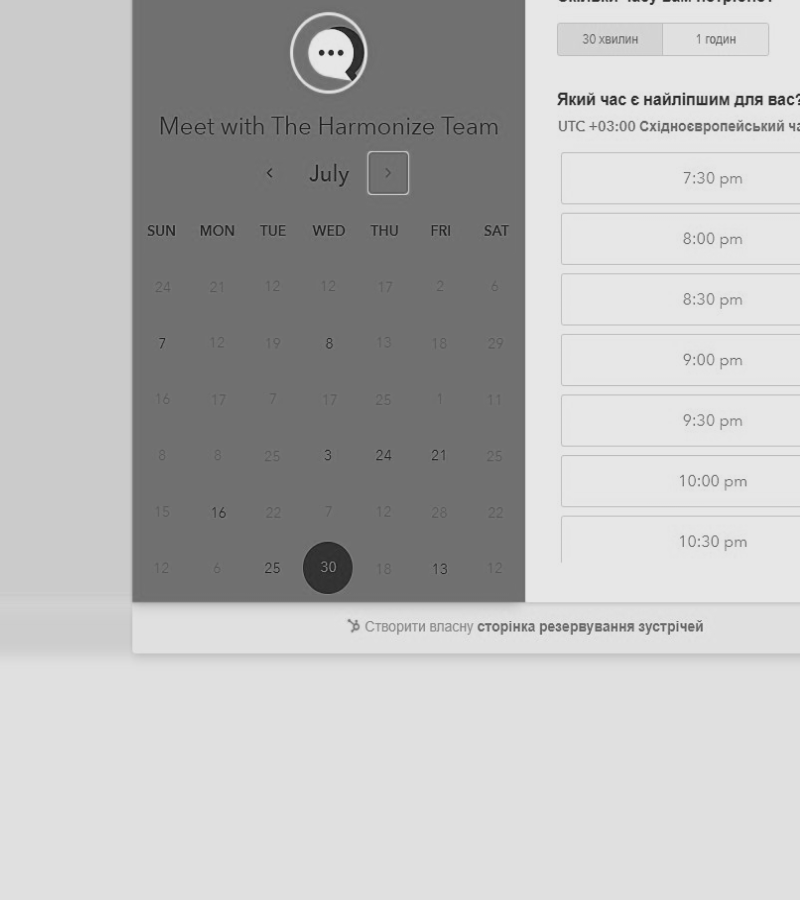 Meet with The Harmonize Team
July
SUN MON TUE WED THU FRI SAT
24 21 12 12 17 2 6
7 12 19 8 13 18 29
16 17 7 17 25 1 11
8 8 25 3 24 21 25
15 16 22 7 12 28 22
12 6 25 30 18 13 12
30 хвилин 1 годин
Який час є найліпшим для вас?
UTC +03:00 Східноєвропейський ча
7:30 pm
8:00 pm
8:30 pm
9:00 pm
9:30 pm
10:00 pm
10:30 pm
Створити власну сторінка резервування зустрічей